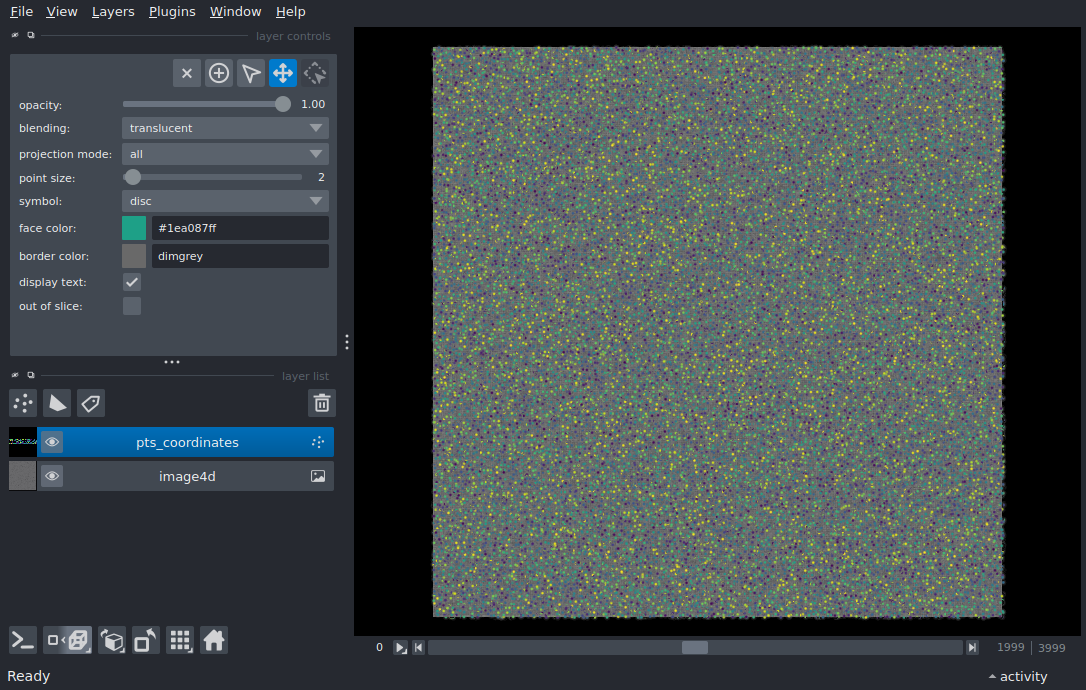 File View Layers Plugins Window Help
layer controls
opacity: 1.00
blending: translucent
projection mode: all
point size: 2
symbol: disc
face color: #1ea087ff
border color: dimgrey
display text:
out of slice:
layer list
pts_coordinates
image4d
0 1999 3999
Ready activity